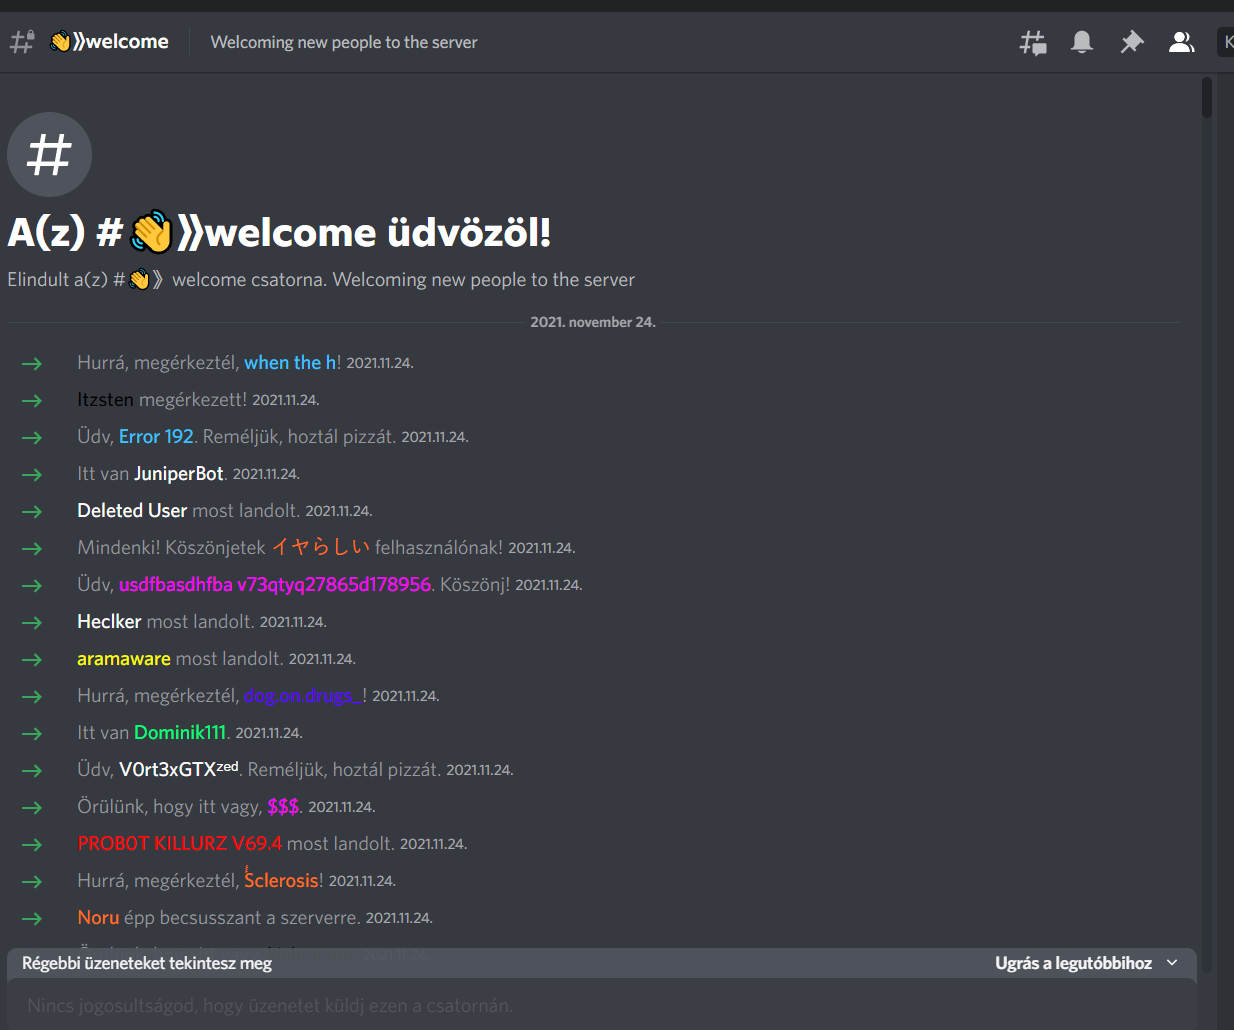 👋》welcome Welcoming new people to the server
A(z) #👋》welcome üdvözöl!
Elindult a(z) #👋》 welcome csatorna. Welcoming new people to the server
2021. november 24.
Hurrá, megérkeztél, when the h! 2021.11.24.
Itzsten megérkezett! 2021.11.24.
Üdv, Error 192. Reméljük, hoztál pizzát. 2021.11.24.
Itt van JuniperBot. 2021.11.24.
Deleted User most landolt. 2021.11.24.
Mindenki! Köszönjetek イヤらしい felhasználónak! 2021.11.24.
Üdv, usdfbasdhfba v73qtyq27865d178956. Köszönj! 2021.11.24.
Heclker most landolt. 2021.11.24.
aramaware most landolt. 2021.11.24.
Hurrá, megérkeztél, dog.on.drugs_! 2021.11.24.
Itt van Dominik111. 2021.11.24.
Üdv, V0rt3xGTXᶻᵉᵈ. Reméljük, hoztál pizzát. 2021.11.24.
Örülünk, hogy itt vagy, $$$. 2021.11.24.
PROB0T KILLURZ V69.4 most landolt. 2021.11.24.
Hurrá, megérkeztél, Sclerosis! 2021.11.24.
Noru épp becsusszant a szerverre. 2021.11.24.
Régebbi üzeneteket tekintesz meg Ugrás a legutóbbihoz
Nincs jogosultságod, hogy üzenetet küldj ezen a csatornán.